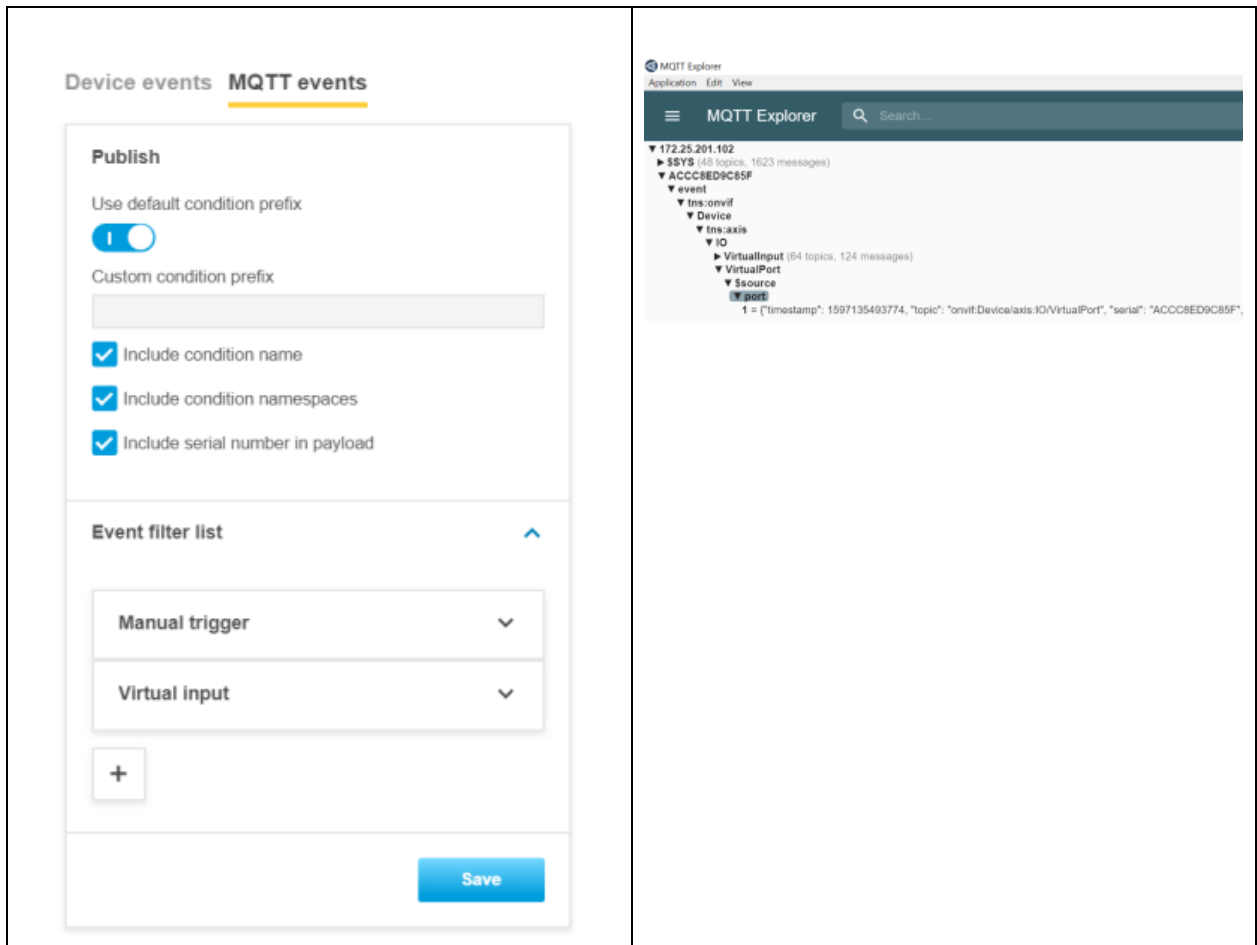 Device events MQTT events
Publish
Use default condition prefix
Custom condition prefix
Include condition name
Include condition namespaces
Include serial number in payload
Event filter list
Manual trigger
Virtual input
+
Save
MQTT Explorer
Application Edit View
MQTT Explorer Search...
▼ 172.25.201.102
▶ $SYS (48 topics, 1623 messages)
▼ ACCC8ED9C85F
▼ event
▼ tns:onvif
▼ Device
▼ tns:axis
▼ IO
▶ VirtualInput (64 topics, 124 messages)
▼ VirtualPort
▼ $source
▼ port
1 = {"timestamp": 1597135493774, "topic": "onvif:Device/axis:IO/VirtualPort", "serial": "ACCC8ED9C85F",